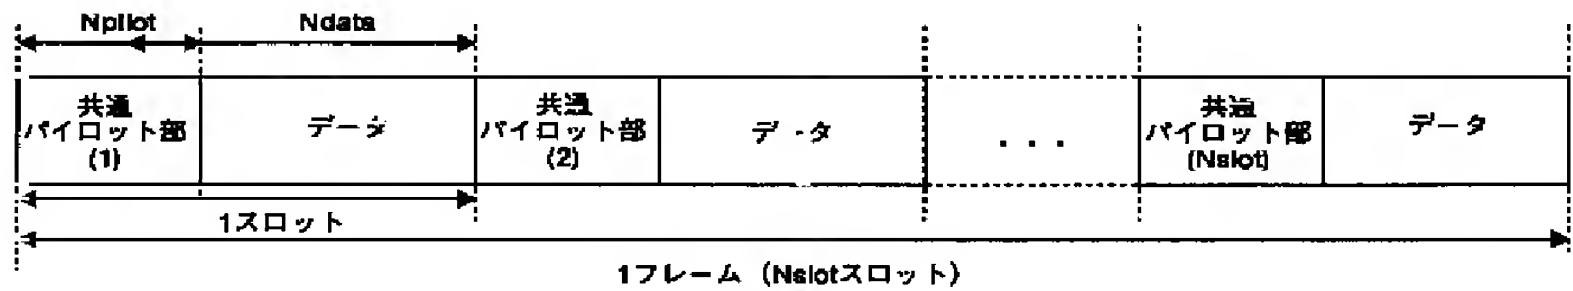 Npilot Ndata
共通
パイロット部
(1)
データ
共通
パイロット部
(2)
データ
. . .
共通
パイロット部
(Nslot)
データ
1スロット
1フレーム (Nslotスロット)